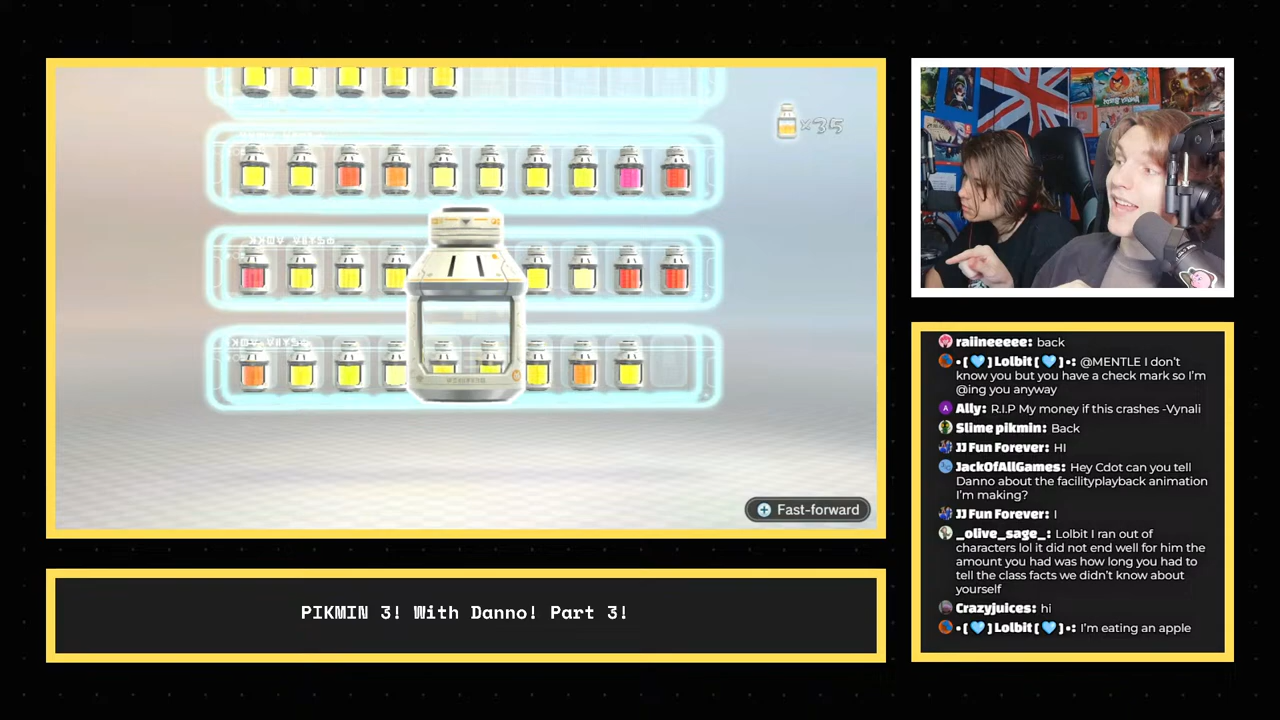 x35
Fast-forward
PIKMIN 3! With Danno! Part 3!
raiineeeee: back
•[💙]Lolbit[💙]•: @MENTLE I don't
know you but you have a check mark so I'm
@ing you anyway
A Ally: R.I.P My money if this crashes -Vynali
Slime pikmin: Back
JJ Fun Forever: HI
JackOfAllGames: Hey Cdot can you tell
Danno about the facilityplayback animation
I'm making?
JJ Fun Forever: I
_olive_sage_: Lolbit I ran out of
characters lol it did not end well for him the
amount you had was how long you had to
tell the class facts we didn't know about
yourself
Crazyjuices: hi
•[💙]Lolbit[💙]•: I'm eating an apple